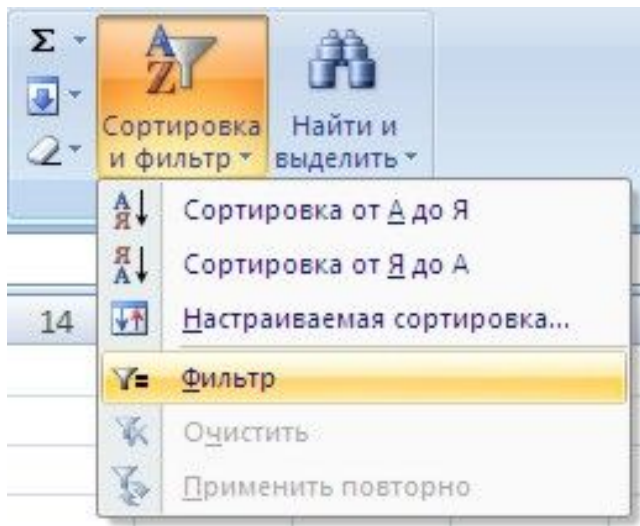 Σ
Сортировка
и фильтр
Найти и
выделить
Сортировка от А до Я
Сортировка от Я до А
14
Настраиваемая сортировка...
Фильтр
Очистить
Применить повторно